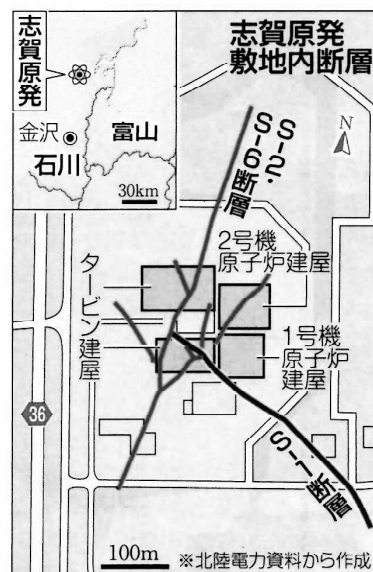 志賀原発
敷地内断層
志賀原発
金沢
石川
富山
30km
N
S-2・
S-6断層
2号機
原子炉建屋
タービン建屋
1号機
原子炉
建屋
36
S-1断層
100m
※北陸電力資料から作成